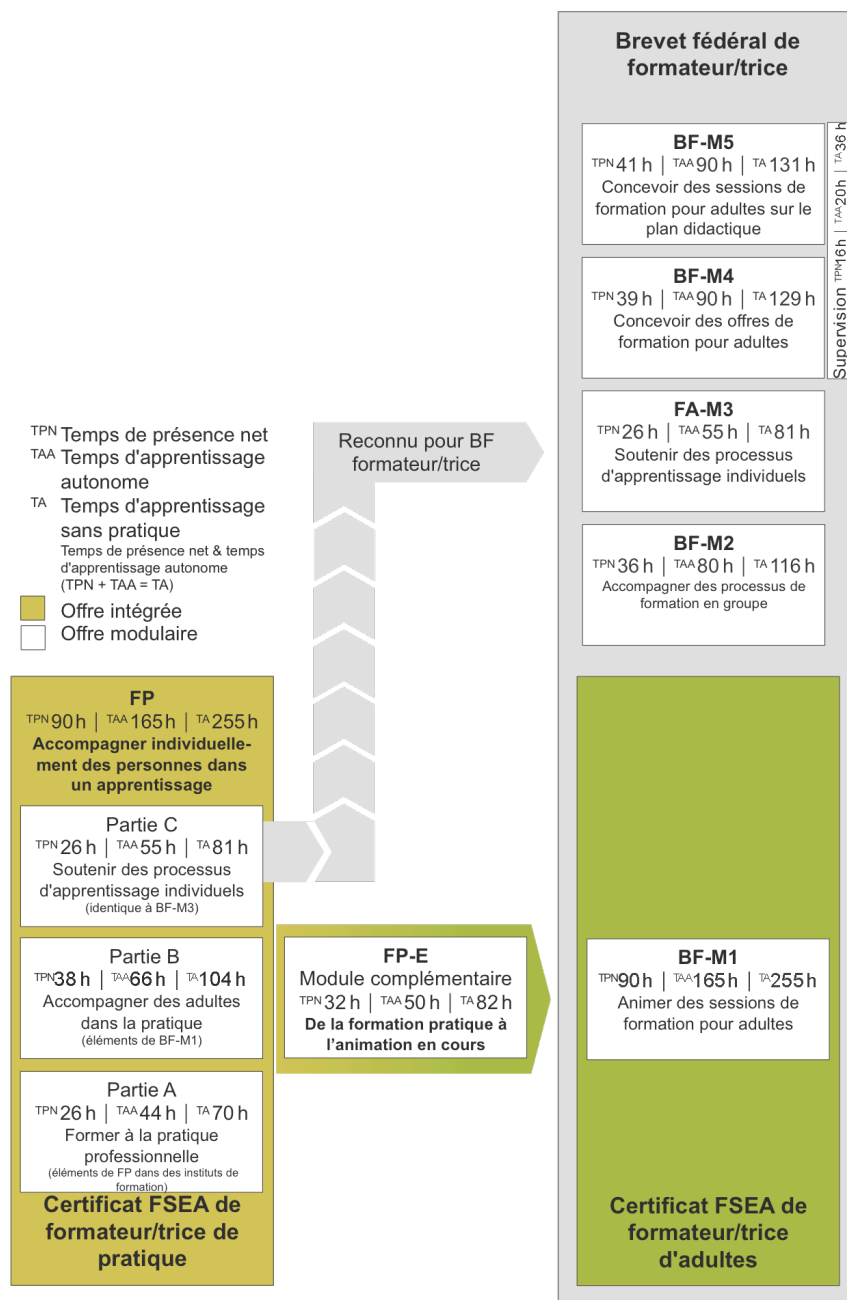 Brevet fédéral de
formateur/trice
BF-M5
TPN 41 h | TAA 90 h | TA 131 h
Concevoir des sessions de
formation pour adultes sur le
plan didactique
Supervision TPN16h | TAA20h | TA36 h
BF-M4
TPN 39 h | TAA 90 h | TA 129 h
Concevoir des offres de
formation pour adultes
FA-M3
TPN 26 h | TAA 55 h | TA 81 h
Soutenir des processus
d'apprentissage individuels
BF-M2
TPN 36 h | TAA 80 h | TA 116 h
Accompagner des processus de
formation en groupe
Reconnu pour BF
formateur/trice
TPN Temps de présence net
TAA Temps d'apprentissage
autonome
TA Temps d'apprentissage
sans pratique
Temps de présence net & temps
d'apprentissage autonome
(TPN + TAA = TA)
Offre intégrée
Offre modulaire
FP
TPN 90 h | TAA 165 h | TA 255 h
Accompagner individuelle-
ment des personnes dans
un apprentissage
Partie C
TPN 26 h | TAA 55 h | TA 81 h
Soutenir des processus
d'apprentissage individuels
(identique à BF-M3)
Partie B
TPN 38 h | TAA 66 h | TA 104 h
Accompagner des adultes
dans la pratique
(éléments de BF-M1)
Partie A
TPN 26 h | TAA 44 h | TA 70 h
Former à la pratique
professionnelle
(éléments de FP dans des instituts de
formation)
Certificat FSEA de
formateur/trice de
pratique
FP-E
Module complémentaire
TPN 32 h | TAA 50 h | TA 82 h
De la formation pratique à
l’animation en cours
BF-M1
TPN 90 h | TAA 165 h | TA 255 h
Animer des sessions de
formation pour adultes
Certificat FSEA de
formateur/trice
d'adultes